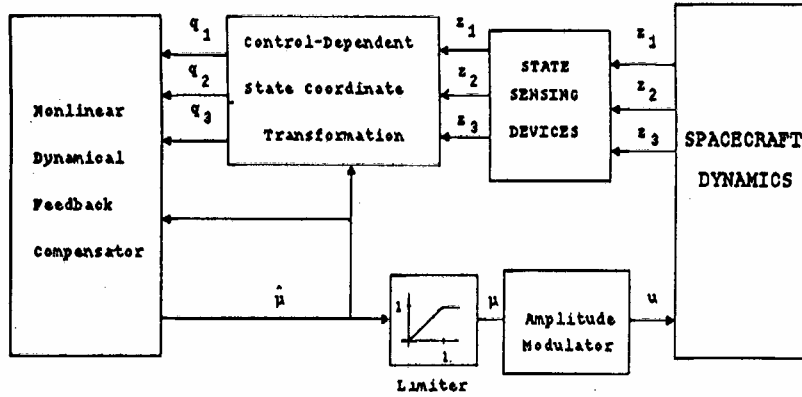 Nonlinear
Dynamical
Feedback
Compensator
q1
q2
q3
Control-Dependent
State Coordinate
Transformation
z1
z2
z3
STATE
SENSING
DEVICES
z1
z2
z3
SPACECRAFT
DYNAMICS
μ̂
1
1
Limiter
μ
Amplitude
Modulator
u